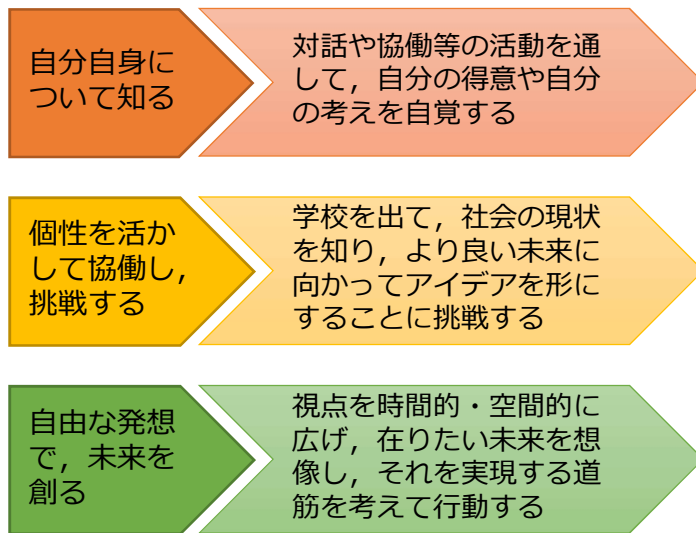 自分自身に
ついて知る
対話や協働等の活動を通
して，自分の得意や自分
の考えを自覚する
個性を活か
して協働し，
挑戦する
学校を出て，社会の現状
を知り，より良い未来に
向かってアイデアを形に
することに挑戦する
自由な発想
で，未来を
創る
視点を時間的・空間的に
広げ，在りたい未来を想
像し，それを実現する道
筋を考えて行動する